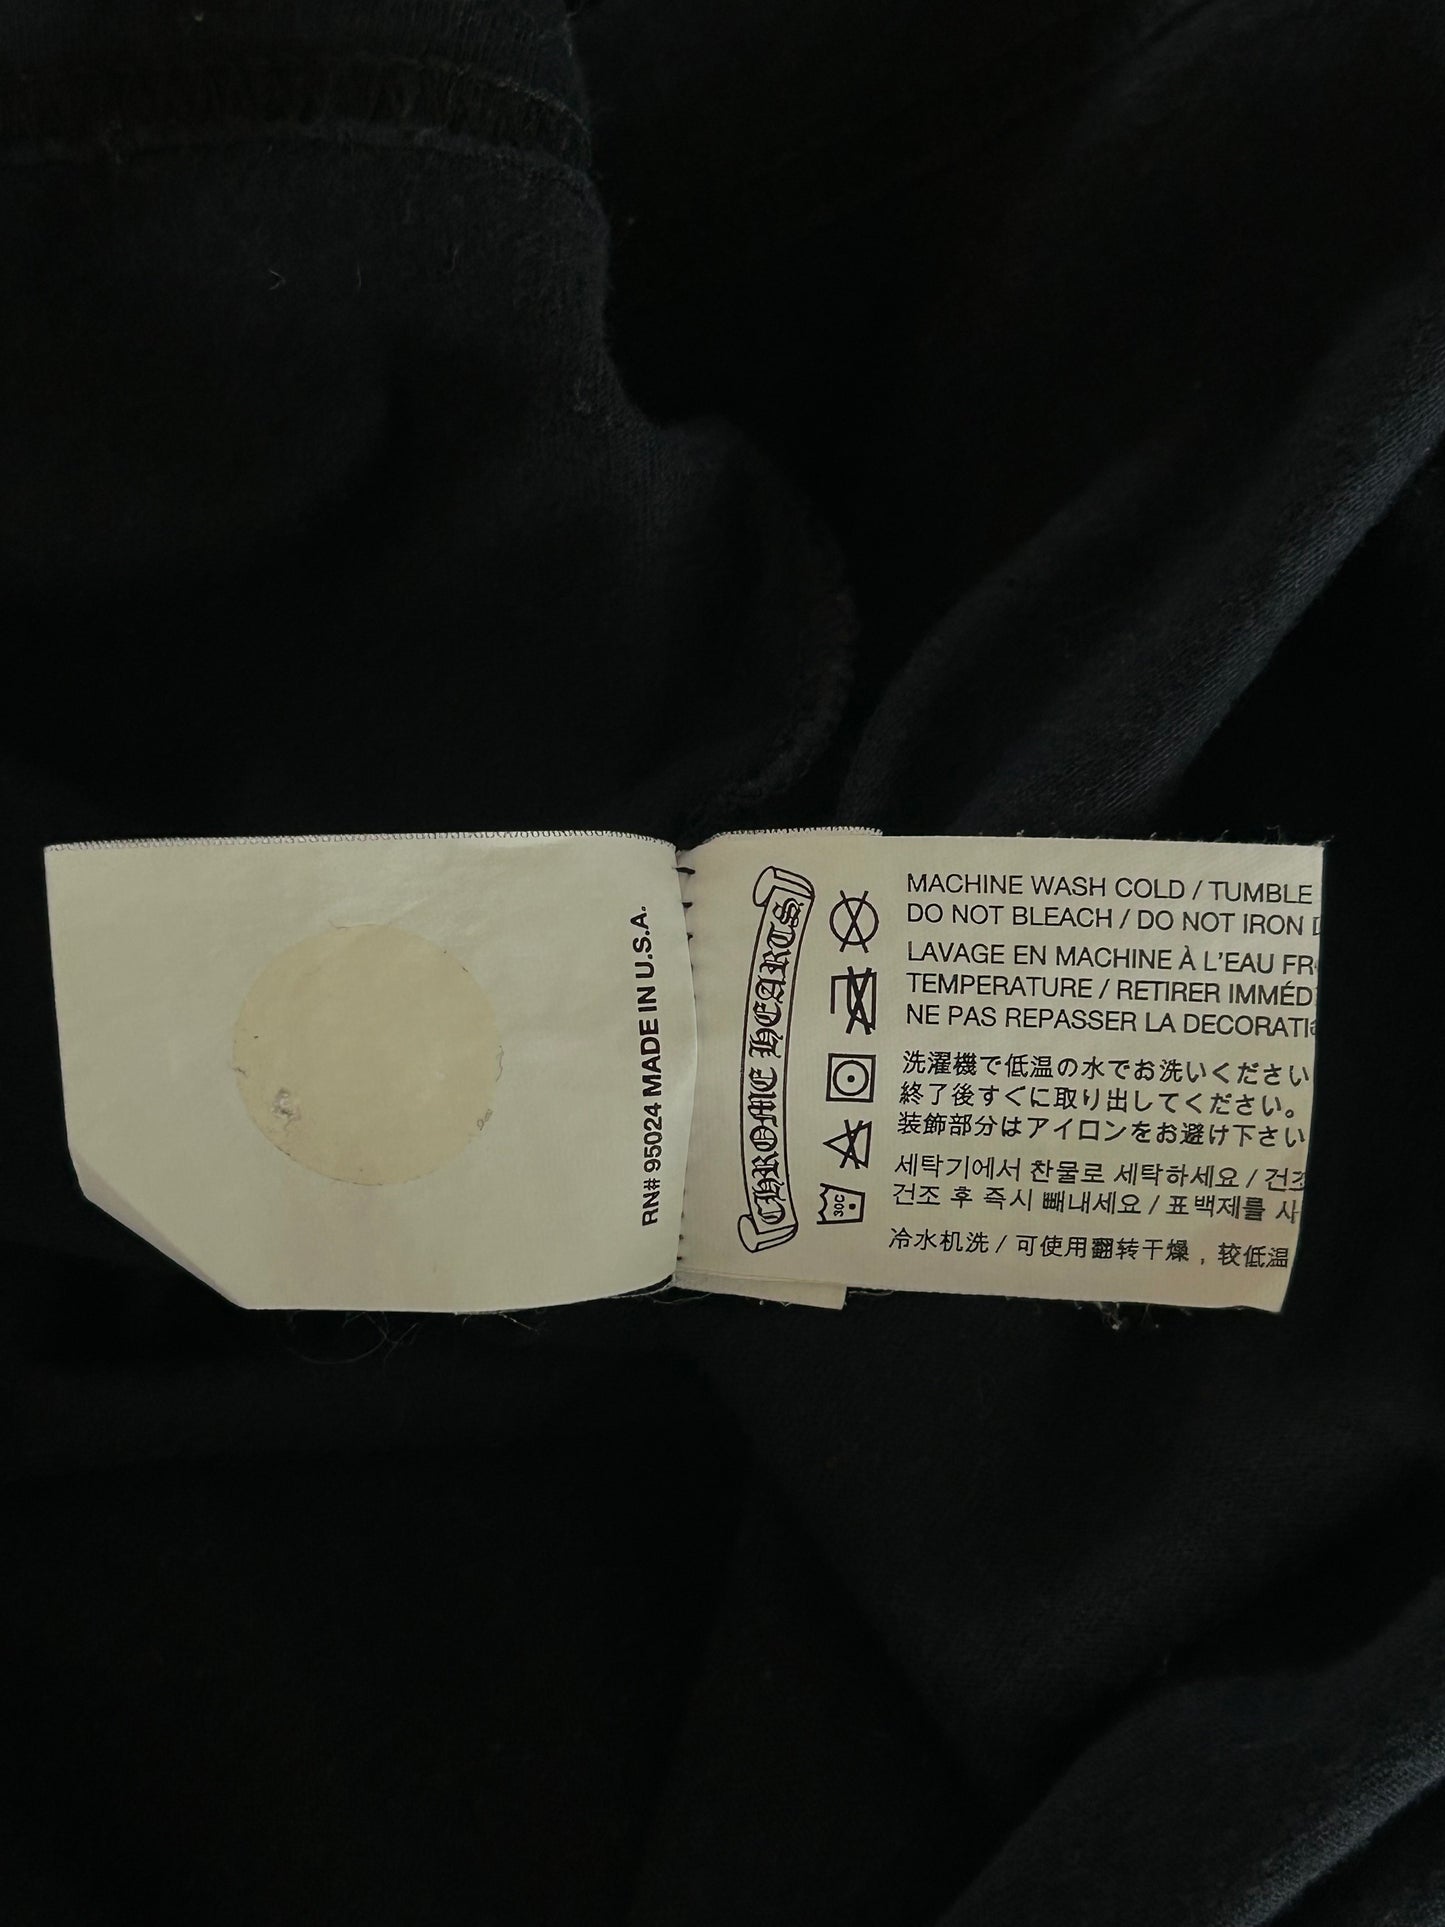 RN# 95024 MADE IN U.S.A.
CHROME HEARTS
30C
MACHINE WASH COLD / TUMBLE
DO NOT BLEACH / DO NOT IRON
LAVAGE EN MACHINE À L'EAU
TEMPERATURE / RETIRER
NE PAS REPASSER LA
洗濯機で低温の水でお洗いください
終了後すぐに取り出してください。
装飾部分はアイロンをお避け下さい
세탁기에서 찬물로 세탁하세요 /
건조 후 즉시 빼내세요 / 표백제를
冷水机洗 / 可使用翻转干燥，较低温